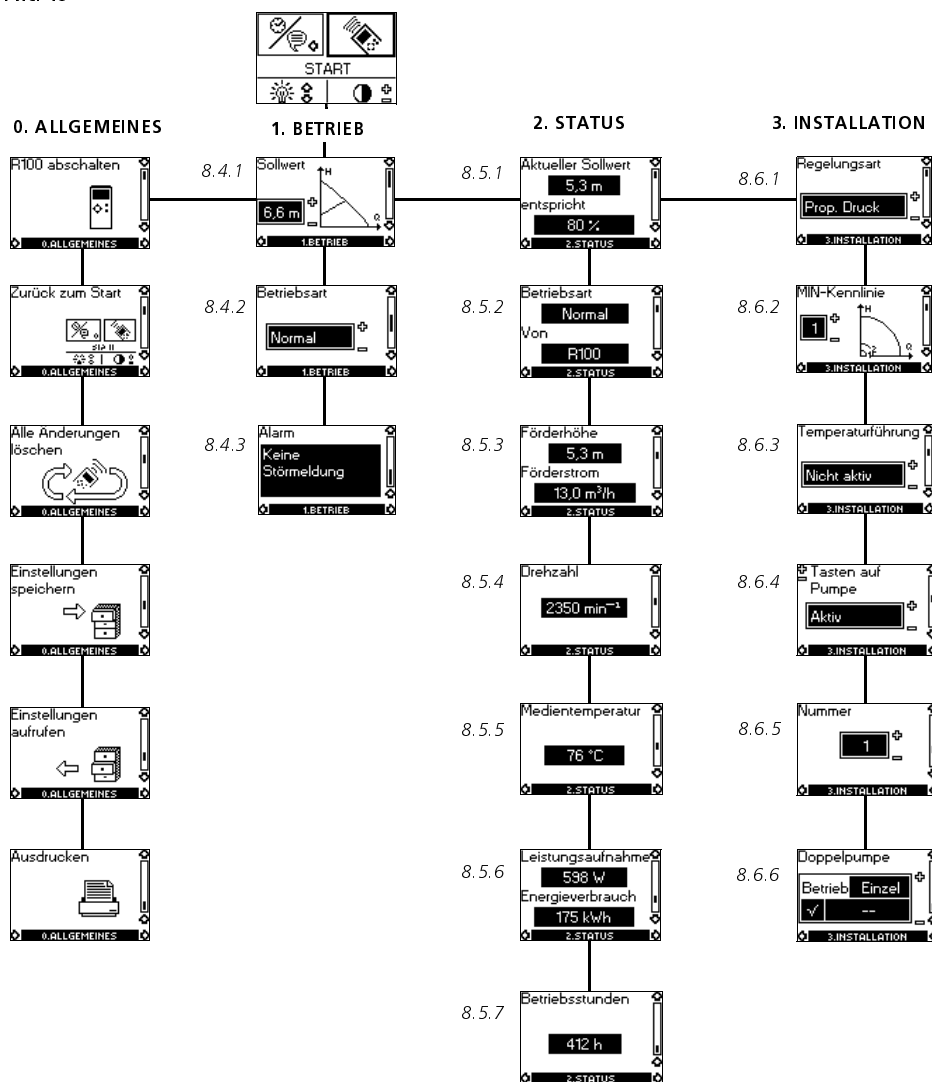 START
0. ALLGEMEINES
1. BETRIEB
2. STATUS
3. INSTALLATION
R100 abschalten
0.ALLGEMEINES
Zurück zum Start
START
0.ALLGEMEINES
Alle Änderungen
löschen
0.ALLGEMEINES
Einstellungen
speichern
0.ALLGEMEINES
Einstellungen
aufrufen
0.ALLGEMEINES
Ausdrucken
0.ALLGEMEINES
8.4.1
Sollwert
H
6,6 m
Q
1.BETRIEB
8.4.2
Betriebsart
Normal
1.BETRIEB
8.4.3
Alarm
Keine
Störmeldung
1.BETRIEB
8.5.1
Aktueller Sollwert
5,3 m
entspricht
80 %
2.STATUS
8.5.2
Betriebsart
Normal
Von
R100
2.STATUS
8.5.3
Förderhöhe
5,3 m
Förderstrom
13,0 m³/h
2.STATUS
8.5.4
Drehzahl
2350 min⁻¹
2.STATUS
8.5.5
Medientemperatur
76 °C
2.STATUS
8.5.6
Leistungsaufnahme
598 W
Energieverbrauch
175 kWh
2.STATUS
8.5.7
Betriebsstunden
412 h
2.STATUS
8.6.1
Regelungsart
Prop. Druck
3.INSTALLATION
8.6.2
MIN-Kennlinie
1
H
Q
1
2
3.INSTALLATION
8.6.3
Temperaturführung
Nicht aktiv
3.INSTALLATION
8.6.4
Tasten auf
Pumpe
Aktiv
3.INSTALLATION
8.6.5
Nummer
1
3.INSTALLATION
8.6.6
Doppelpumpe
Betrieb Einzel
√ --
3.INSTALLATION